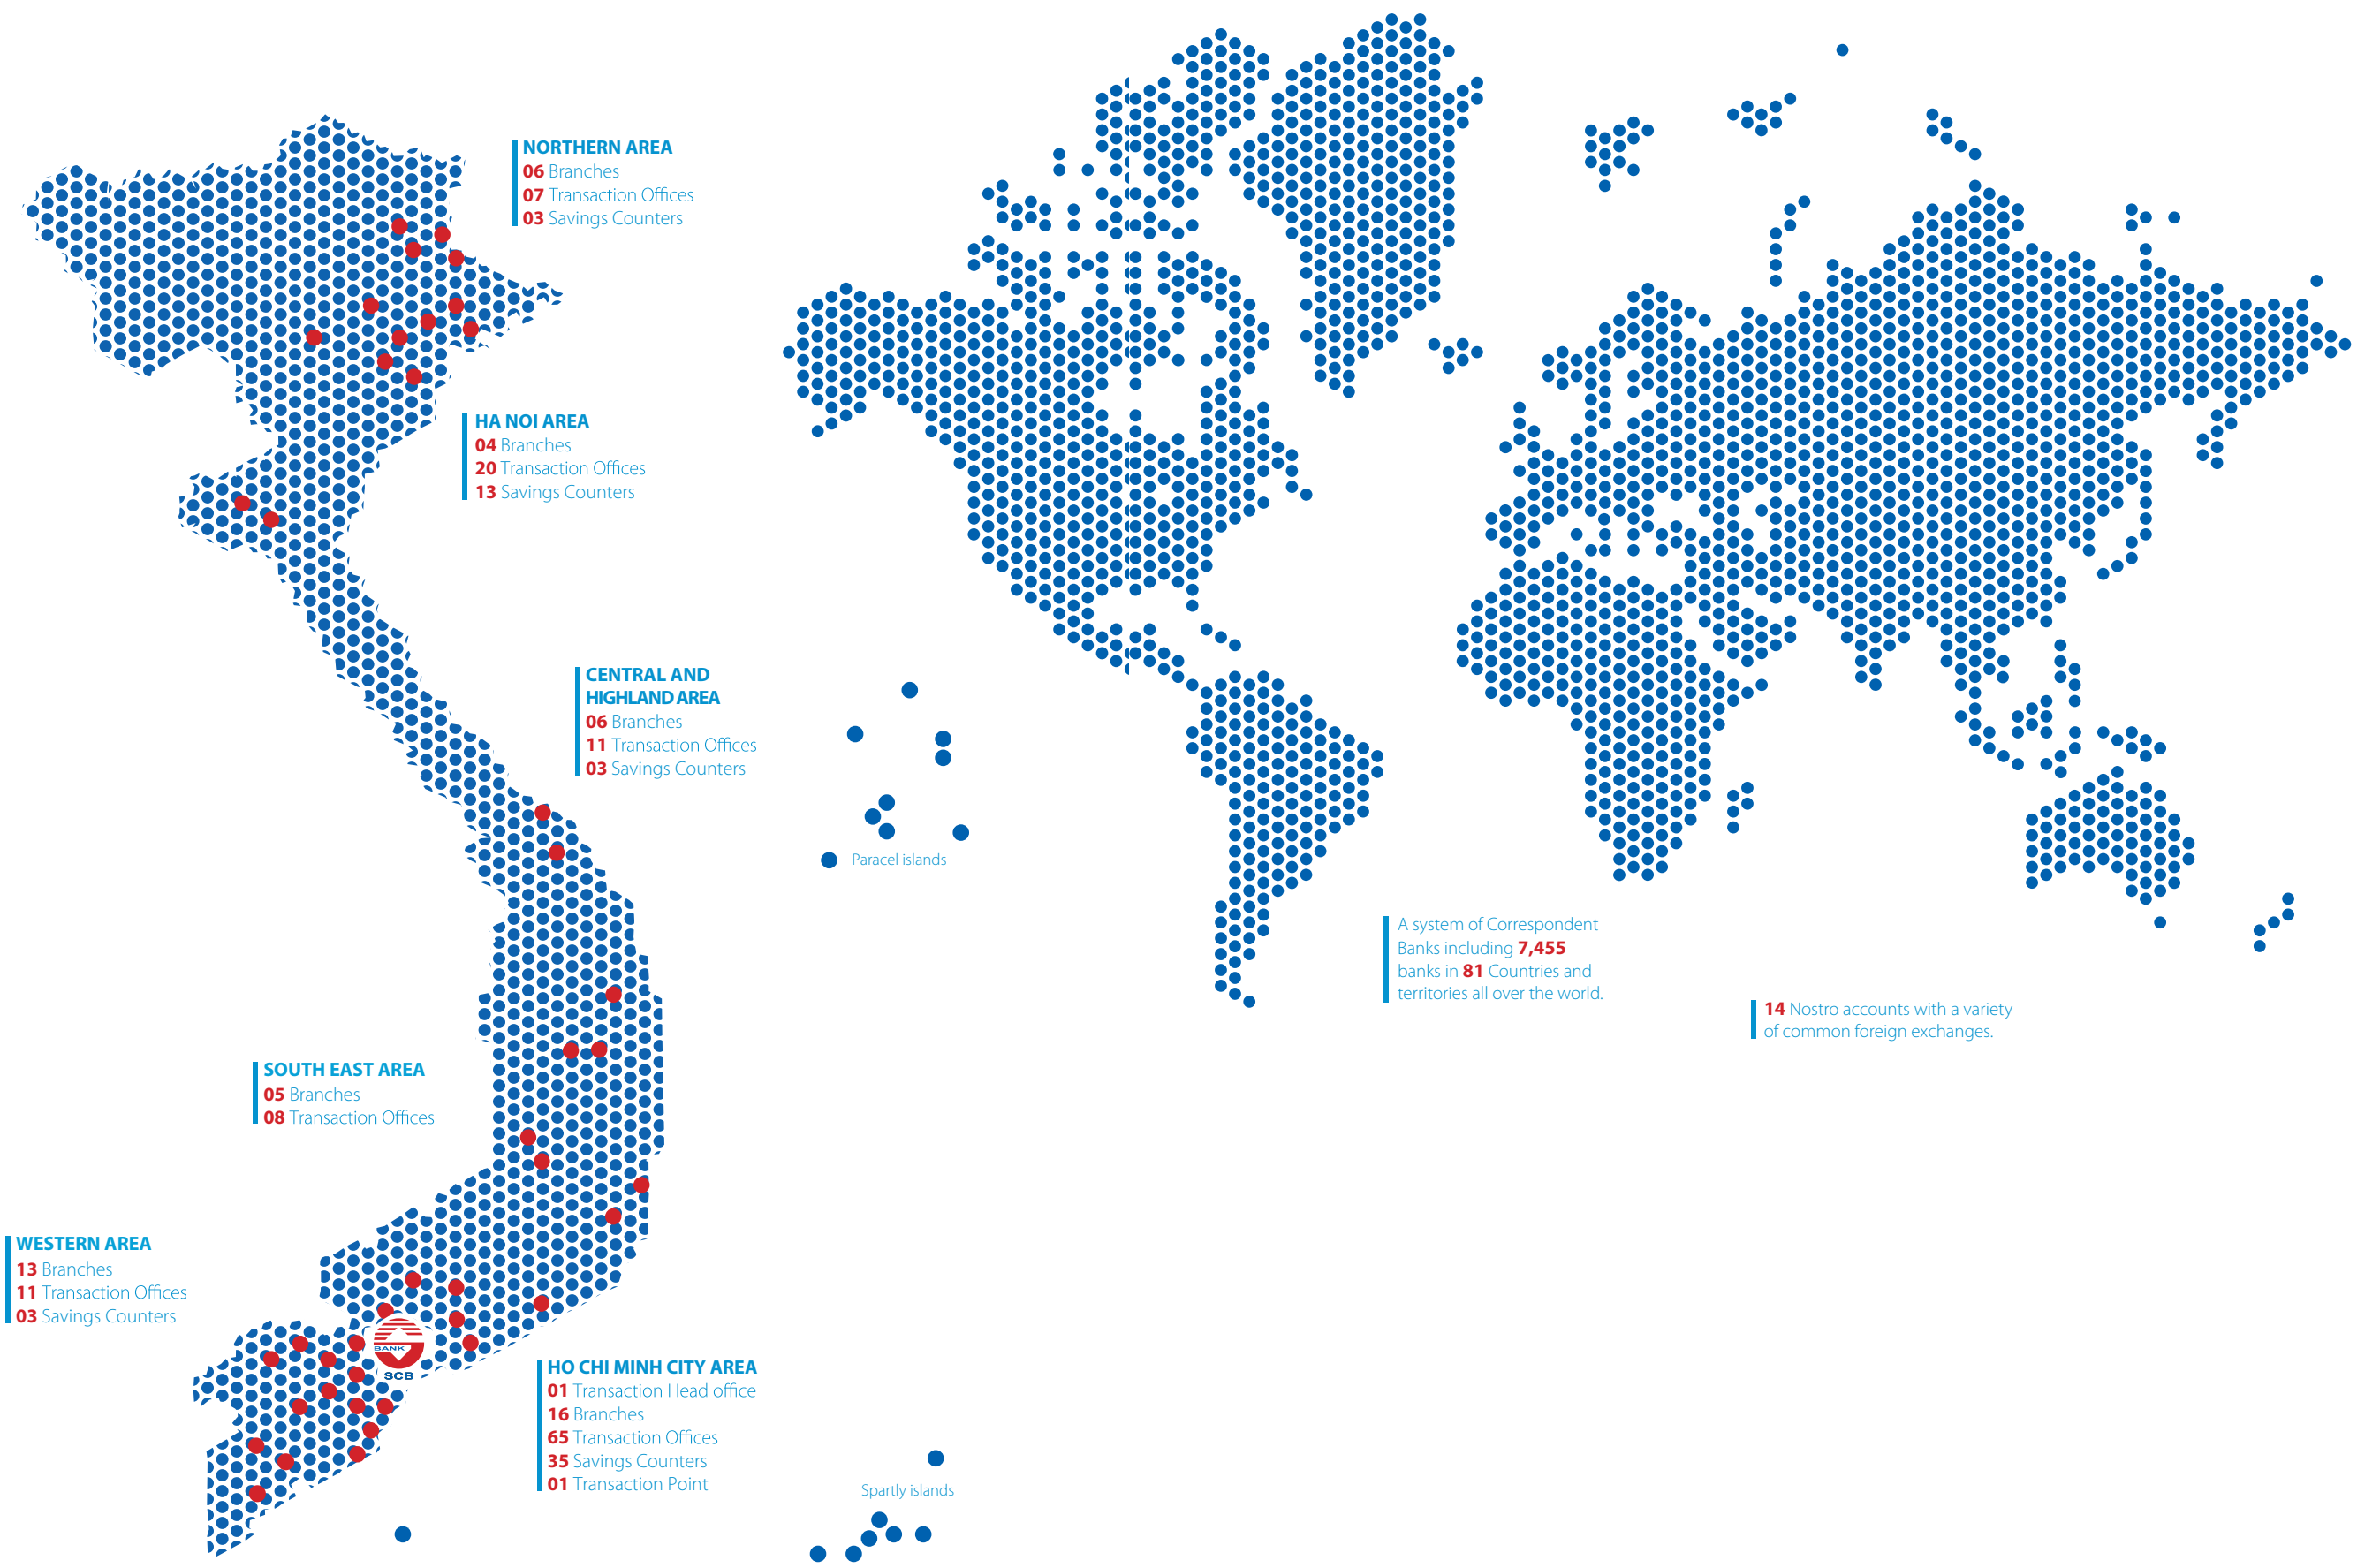 NORTHERN AREA
06 Branches
07 Transaction Offices
03 Savings Counters
HA NOI AREA
04 Branches
20 Transaction Offices
13 Savings Counters
CENTRAL AND
HIGHLAND AREA
06 Branches
11 Transaction Offices
03 Savings Counters
Paracel islands
A system of Correspondent
Banks including 7,455
banks in 81 Countries and
territories all over the world.
14 Nostro accounts with a variety
of common foreign exchanges.
SOUTH EAST AREA
05 Branches
08 Transaction Offices
WESTERN AREA
13 Branches
11 Transaction Offices
03 Savings Counters
BANK
SCB
HO CHI MINH CITY AREA
01 Transaction Head office
16 Branches
65 Transaction Offices
35 Savings Counters
01 Transaction Point
Spartly islands